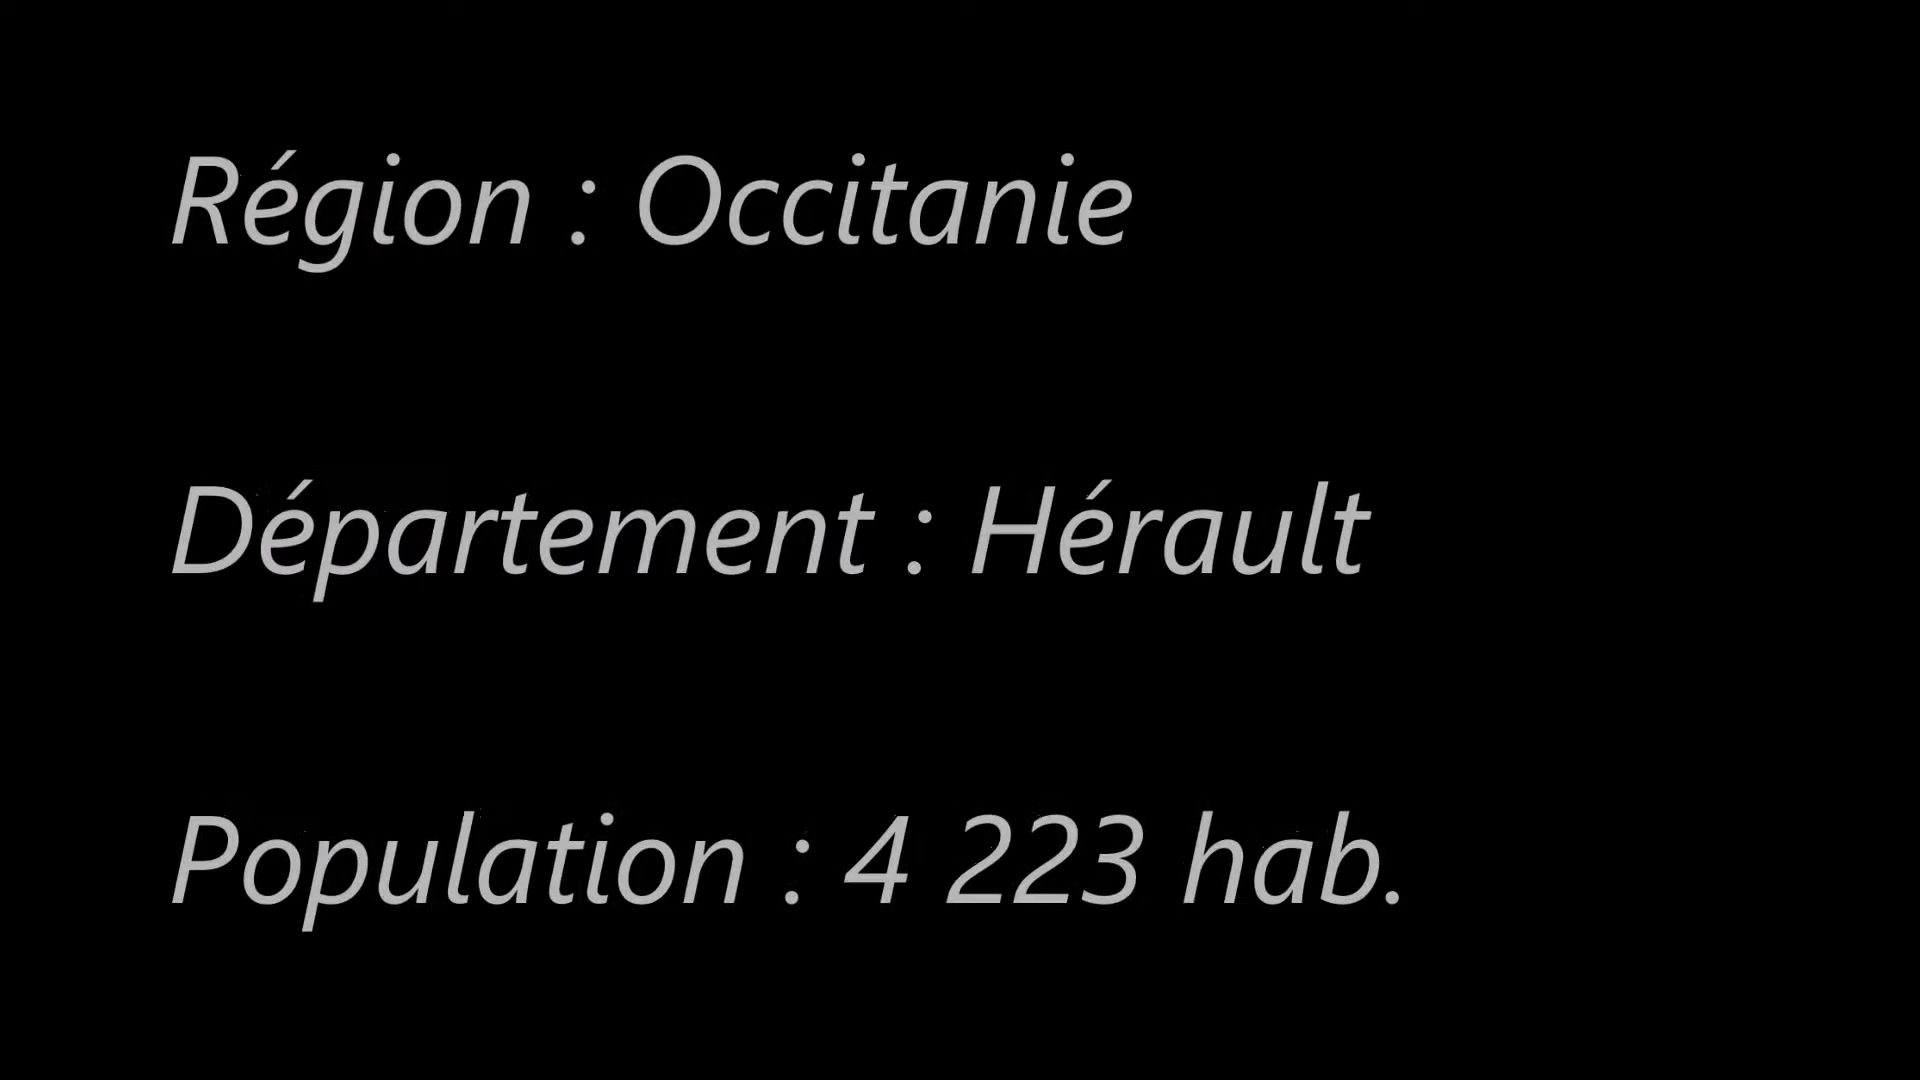 Région : Occitanie
Département : Hérault
Population : 4 223 hab.